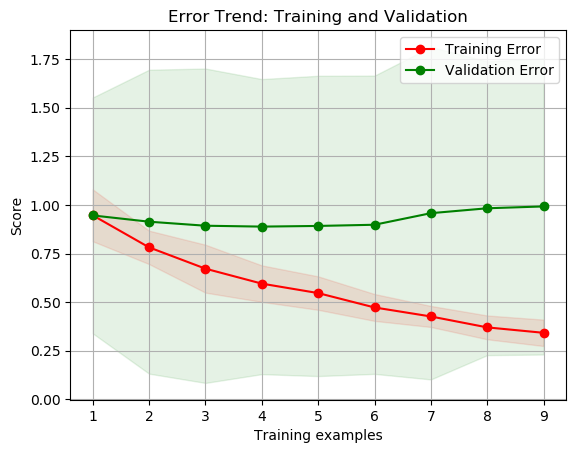 Error Trend: Training and Validation
Training Error
Validation Error
Score
1.75
1.50
1.25
1.00
0.75
0.50
0.25
0.00
1 2 3 4 5 6 7 8 9
Training examples